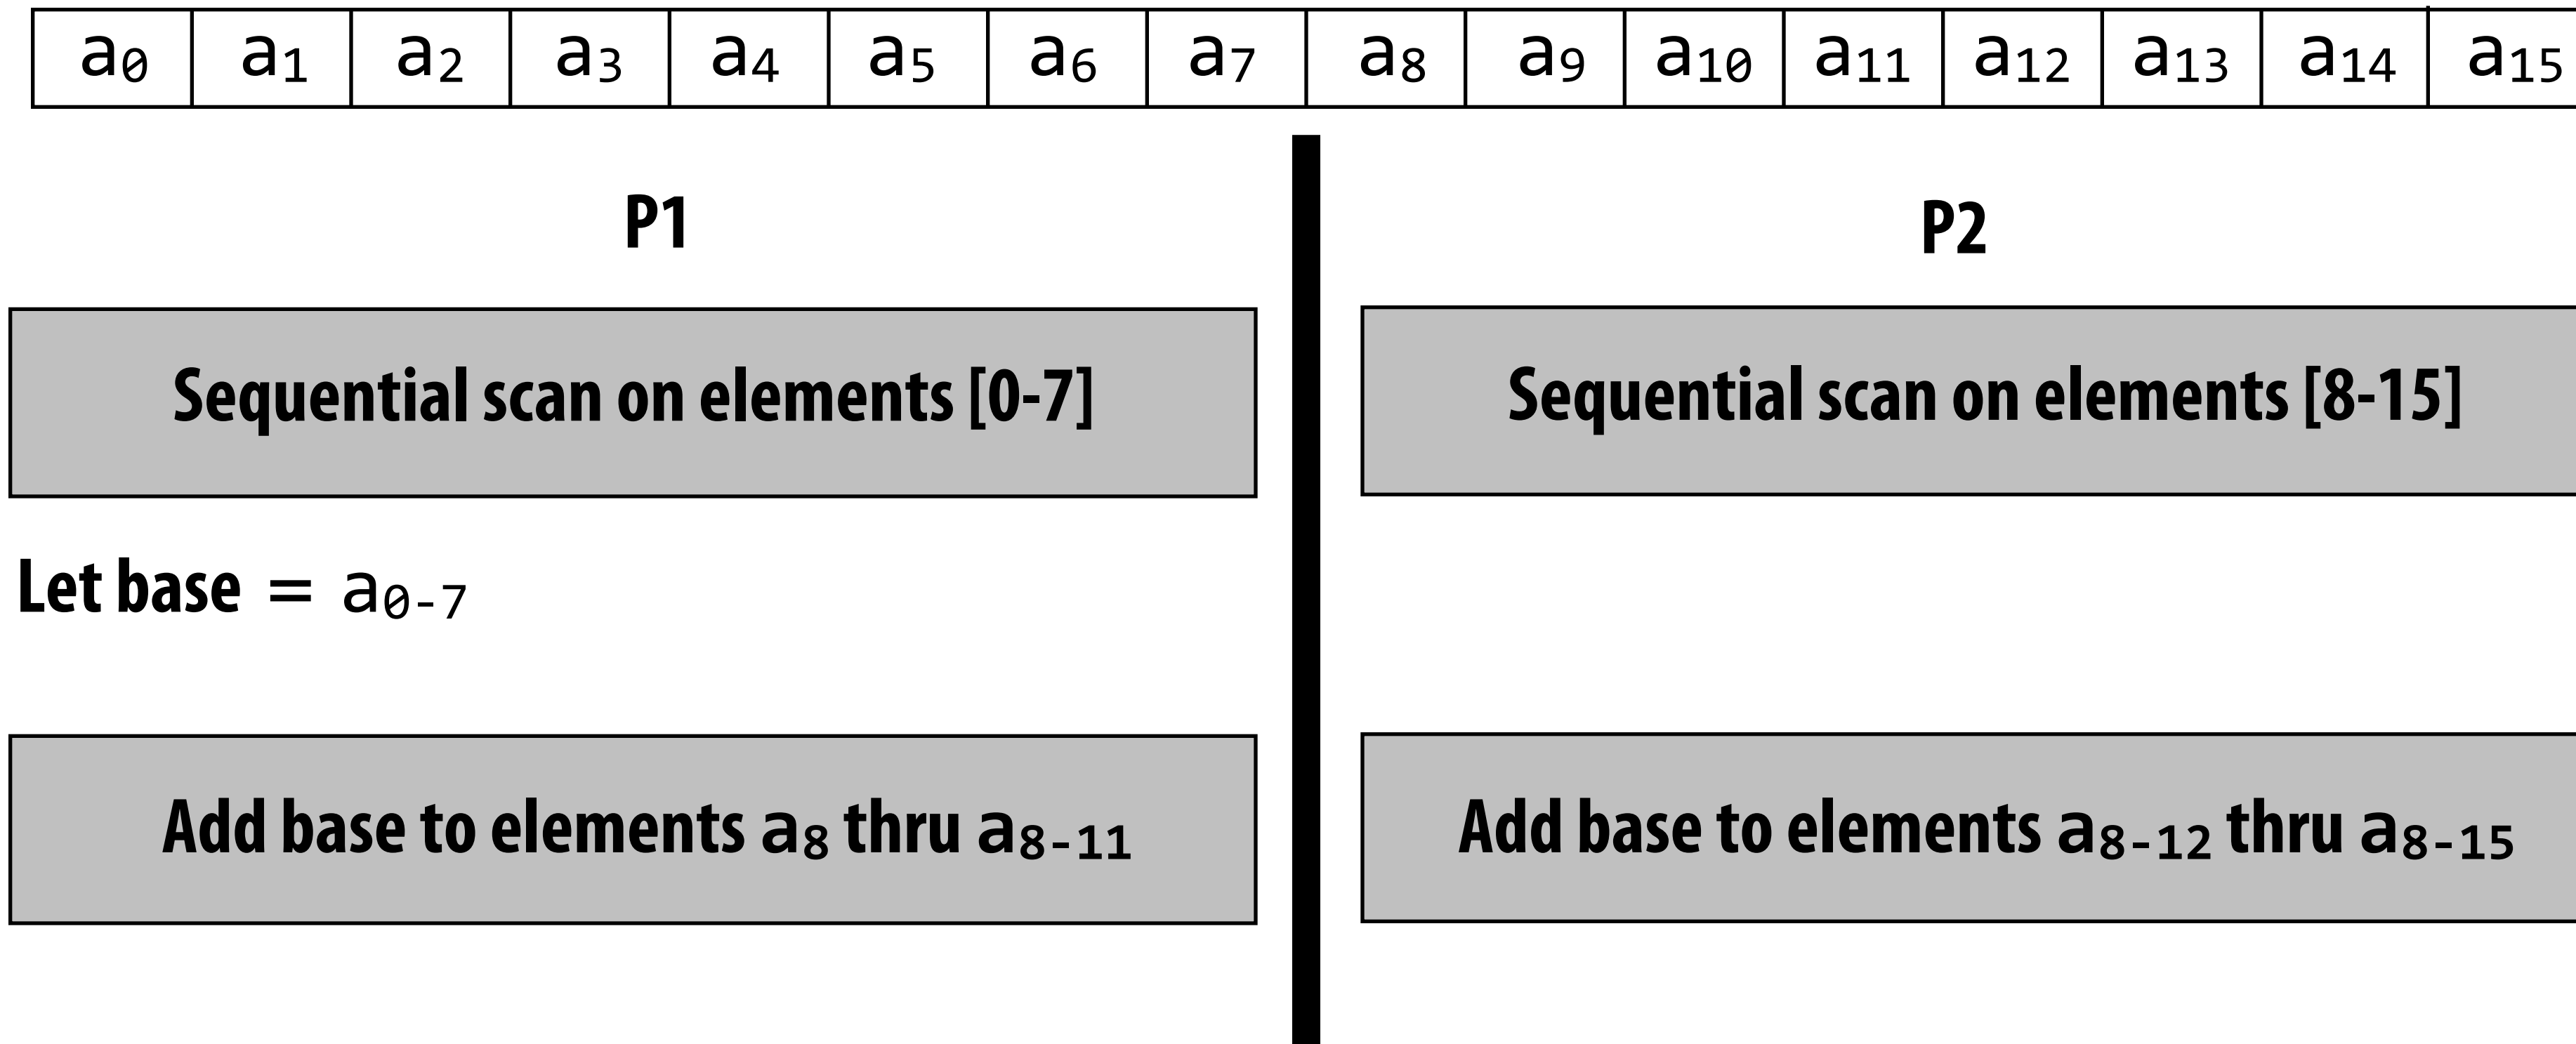 a0 a1 a2 a3 a4 a5 a6 a7 a8 a9 a10 a11 a12 a13 a14 a15
P1
P2
Sequential scan on elements [0-7]
Sequential scan on elements [8-15]
Let base = a0-7
Add base to elements a8 thru a8-11
Add base to elements a8-12 thru a8-15